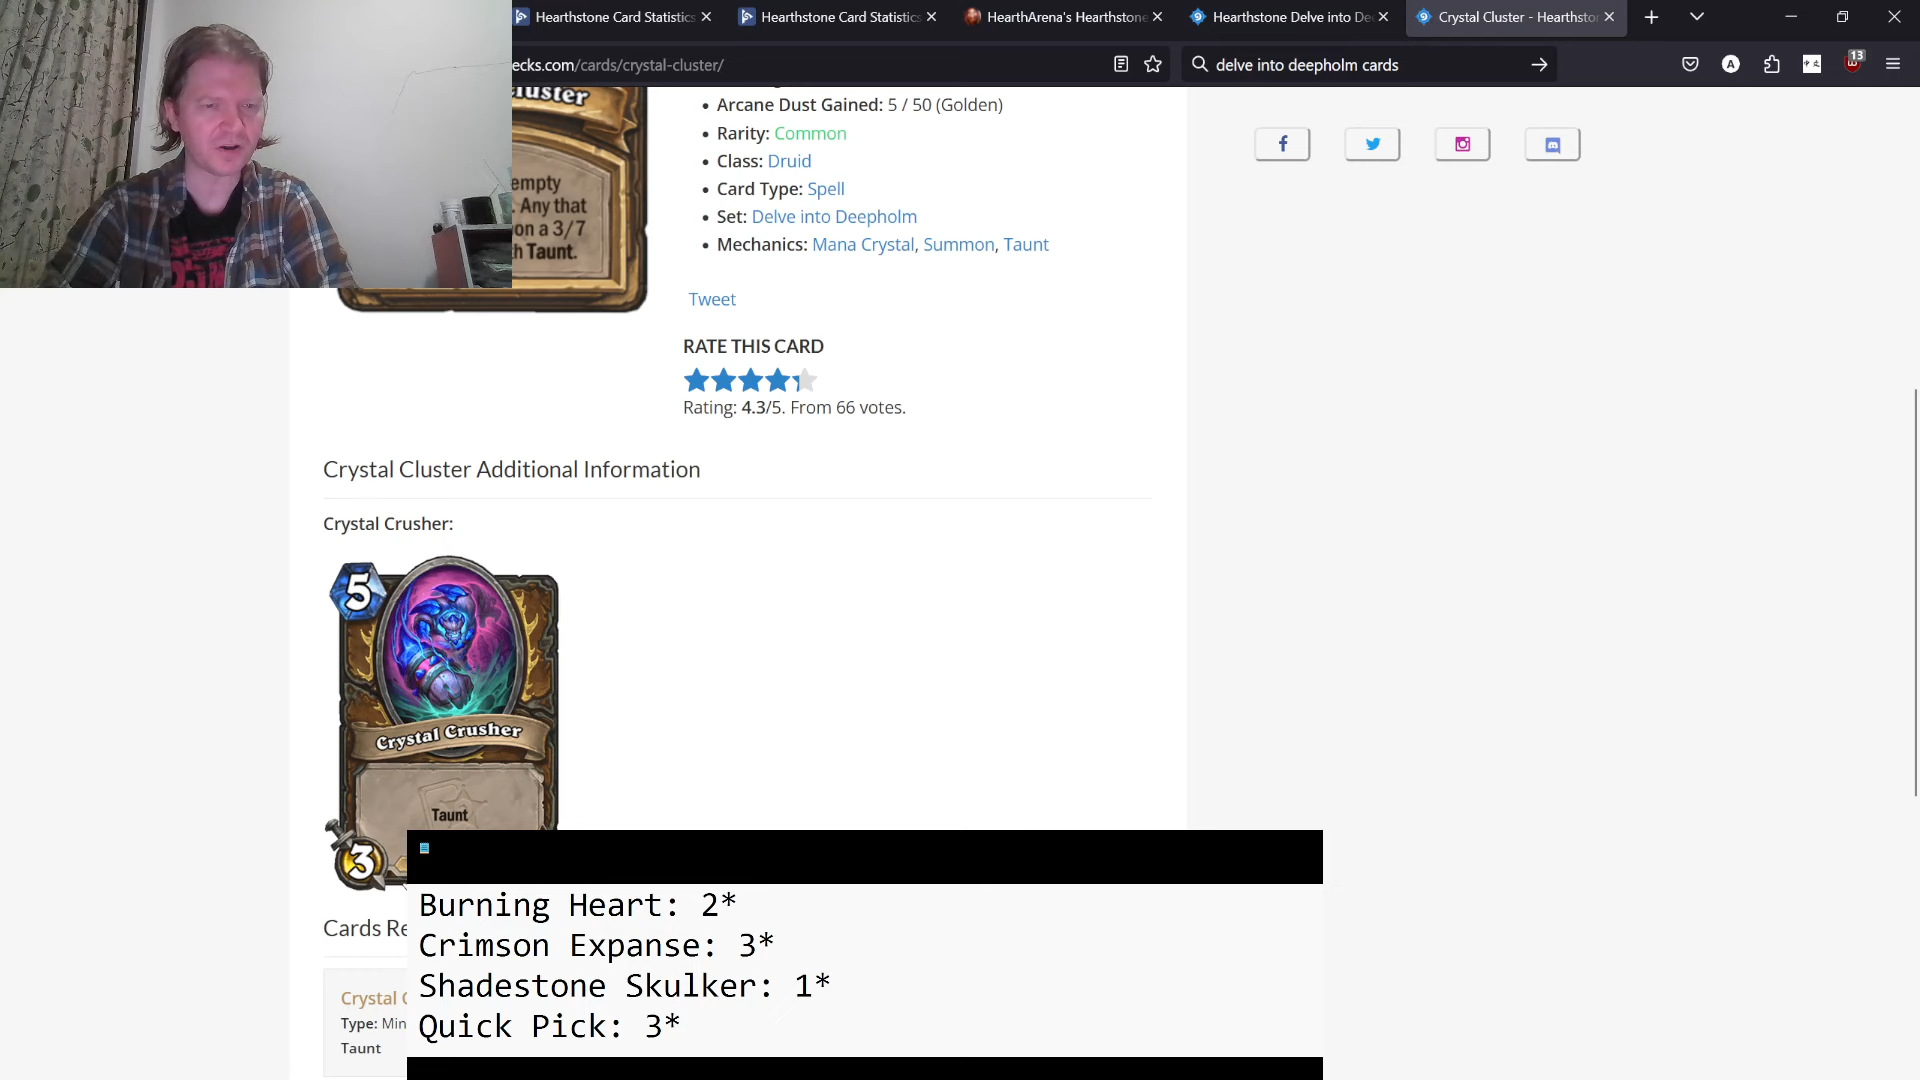 Hearthstone Card Statistics
Hearthstone Card Statistics
HearthArena's Hearthstone
Hearthstone Delve into De
Crystal Cluster - Hearthsto
ecks.com/cards/crystal-cluster/
delve into deepholm cards
A
13
luster
empty
. Any that
on a 3/7
h Taunt.
Arcane Dust Gained: 5 / 50 (Golden)
Rarity: Common
Class: Druid
Card Type: Spell
Set: Delve into Deepholm
Mechanics: Mana Crystal, Summon, Taunt
Tweet
RATE THIS CARD
Rating: 4.3/5. From 66 votes.
Crystal Cluster Additional Information
Crystal Crusher:
5
Crystal Crusher
Taunt
3
Cards Re
Crystal C
Type: Min
Taunt
Burning Heart: 2*
Crimson Expanse: 3*
Shadestone Skulker: 1*
Quick Pick: 3*